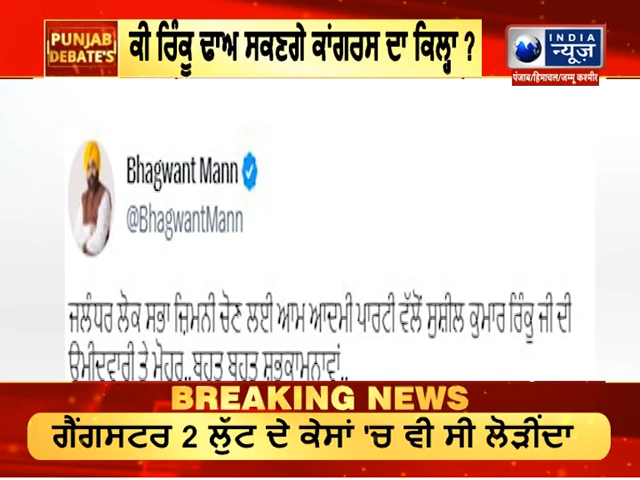 PUNJAB
DEBATE'S
ਕੀ ਰਿੰਕੂ ਢਾਅ ਸਕਣਗੇ ਕਾਂਗਰਸ ਦਾ ਕਿਲ੍ਹਾ ?
INDIA
न्यूज़
ਪੰਜਾਬ/ਹਿਮਾਚਲ/ਜਮੂ ਕਸ਼ਮੀਰ
Bhagwant Mann
@BhagwantMann
ਜਲੰਧਰ ਲੋਕ ਸਭਾ ਜ਼ਿਮਨੀ ਚੋਣ ਲਈ ਆਮ ਆਦਮੀ ਪਾਰਟੀ ਵੱਲੋਂ ਸੁਸ਼ੀਲ ਕੁਮਾਰ ਰਿੰਕੂ ਜੀ ਦੀ
ਉਮੀਦਵਾਰੀ ਤੇ ਮੋਹਰ..ਬਹੁਤ ਬਹੁਤ ਸ਼ੁਭਕਾਮਨਾਵਾਂ..
BREAKING NEWS
ਗੈਂਗਸਟਰ 2 ਲੁੱਟ ਦੇ ਕੇਸਾਂ 'ਚ ਵੀ ਸੀ ਲੋੜੀਂਦਾ